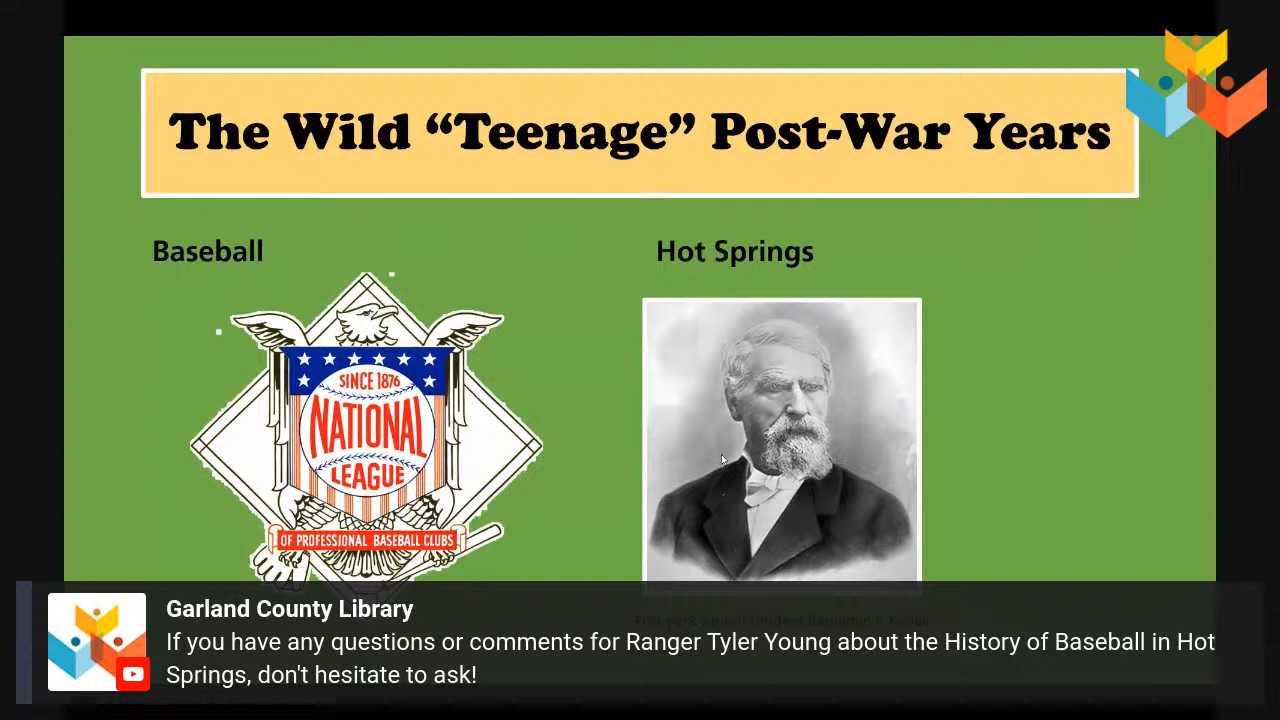 The Wild “Teenage” Post-War Years
Baseball
Hot Springs
SINCE 1876
NATIONAL
LEAGUE
OF PROFESSIONAL BASEBALL CLUBS
Garland County Library
If you have any questions or comments for Ranger Tyler Young about the History of Baseball in Hot
Springs, don't hesitate to ask!